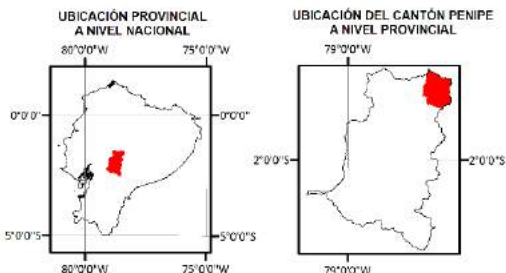 UBICACIÓN PROVINCIAL
A NIVEL NACIONAL
80°0'0"W
75°0'0"W
0°0'0"
0°0'0"S
5°0'0"S
5°0'0"S
80°0'0"W
75°0'0"W
UBICACIÓN DEL CANTÓN PENIPE
A NIVEL PROVINCIAL
79°0'0"W
2°0'0"S
2°0'0"S
79°0'0"W